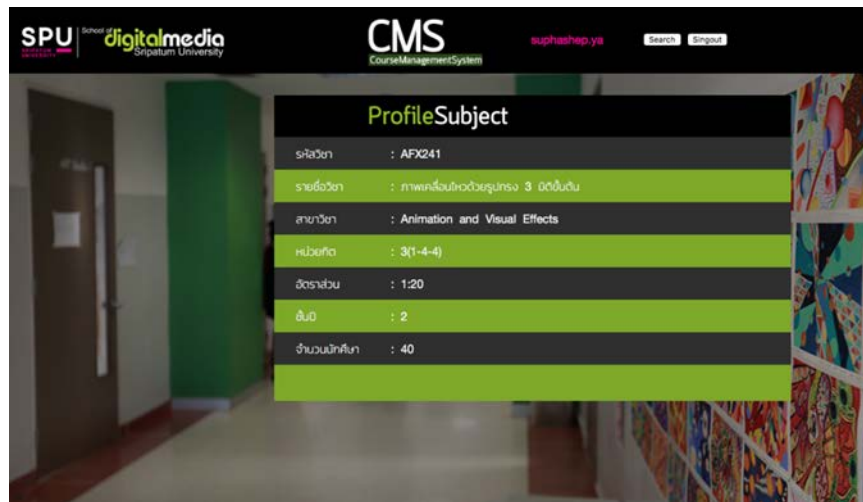 SPU
SRIPATUM
UNIVERSITY
School of
digitalmedia
Sripatum University
CMS
CourseManagementSystem
suphashep.ya
Search
Singout
ProfileSubject
รหัสวิชา : AFX241
รายชื่อวิชา : ภาพเคลื่อนไหวด้วยรูปทรง 3 มิติขั้นต้น
สาขาวิชา : Animation and Visual Effects
หน่วยกิต : 3(1-4-4)
อัตราส่วน : 1:20
ชั้นปี : 2
จำนวนนักศึกษา : 40